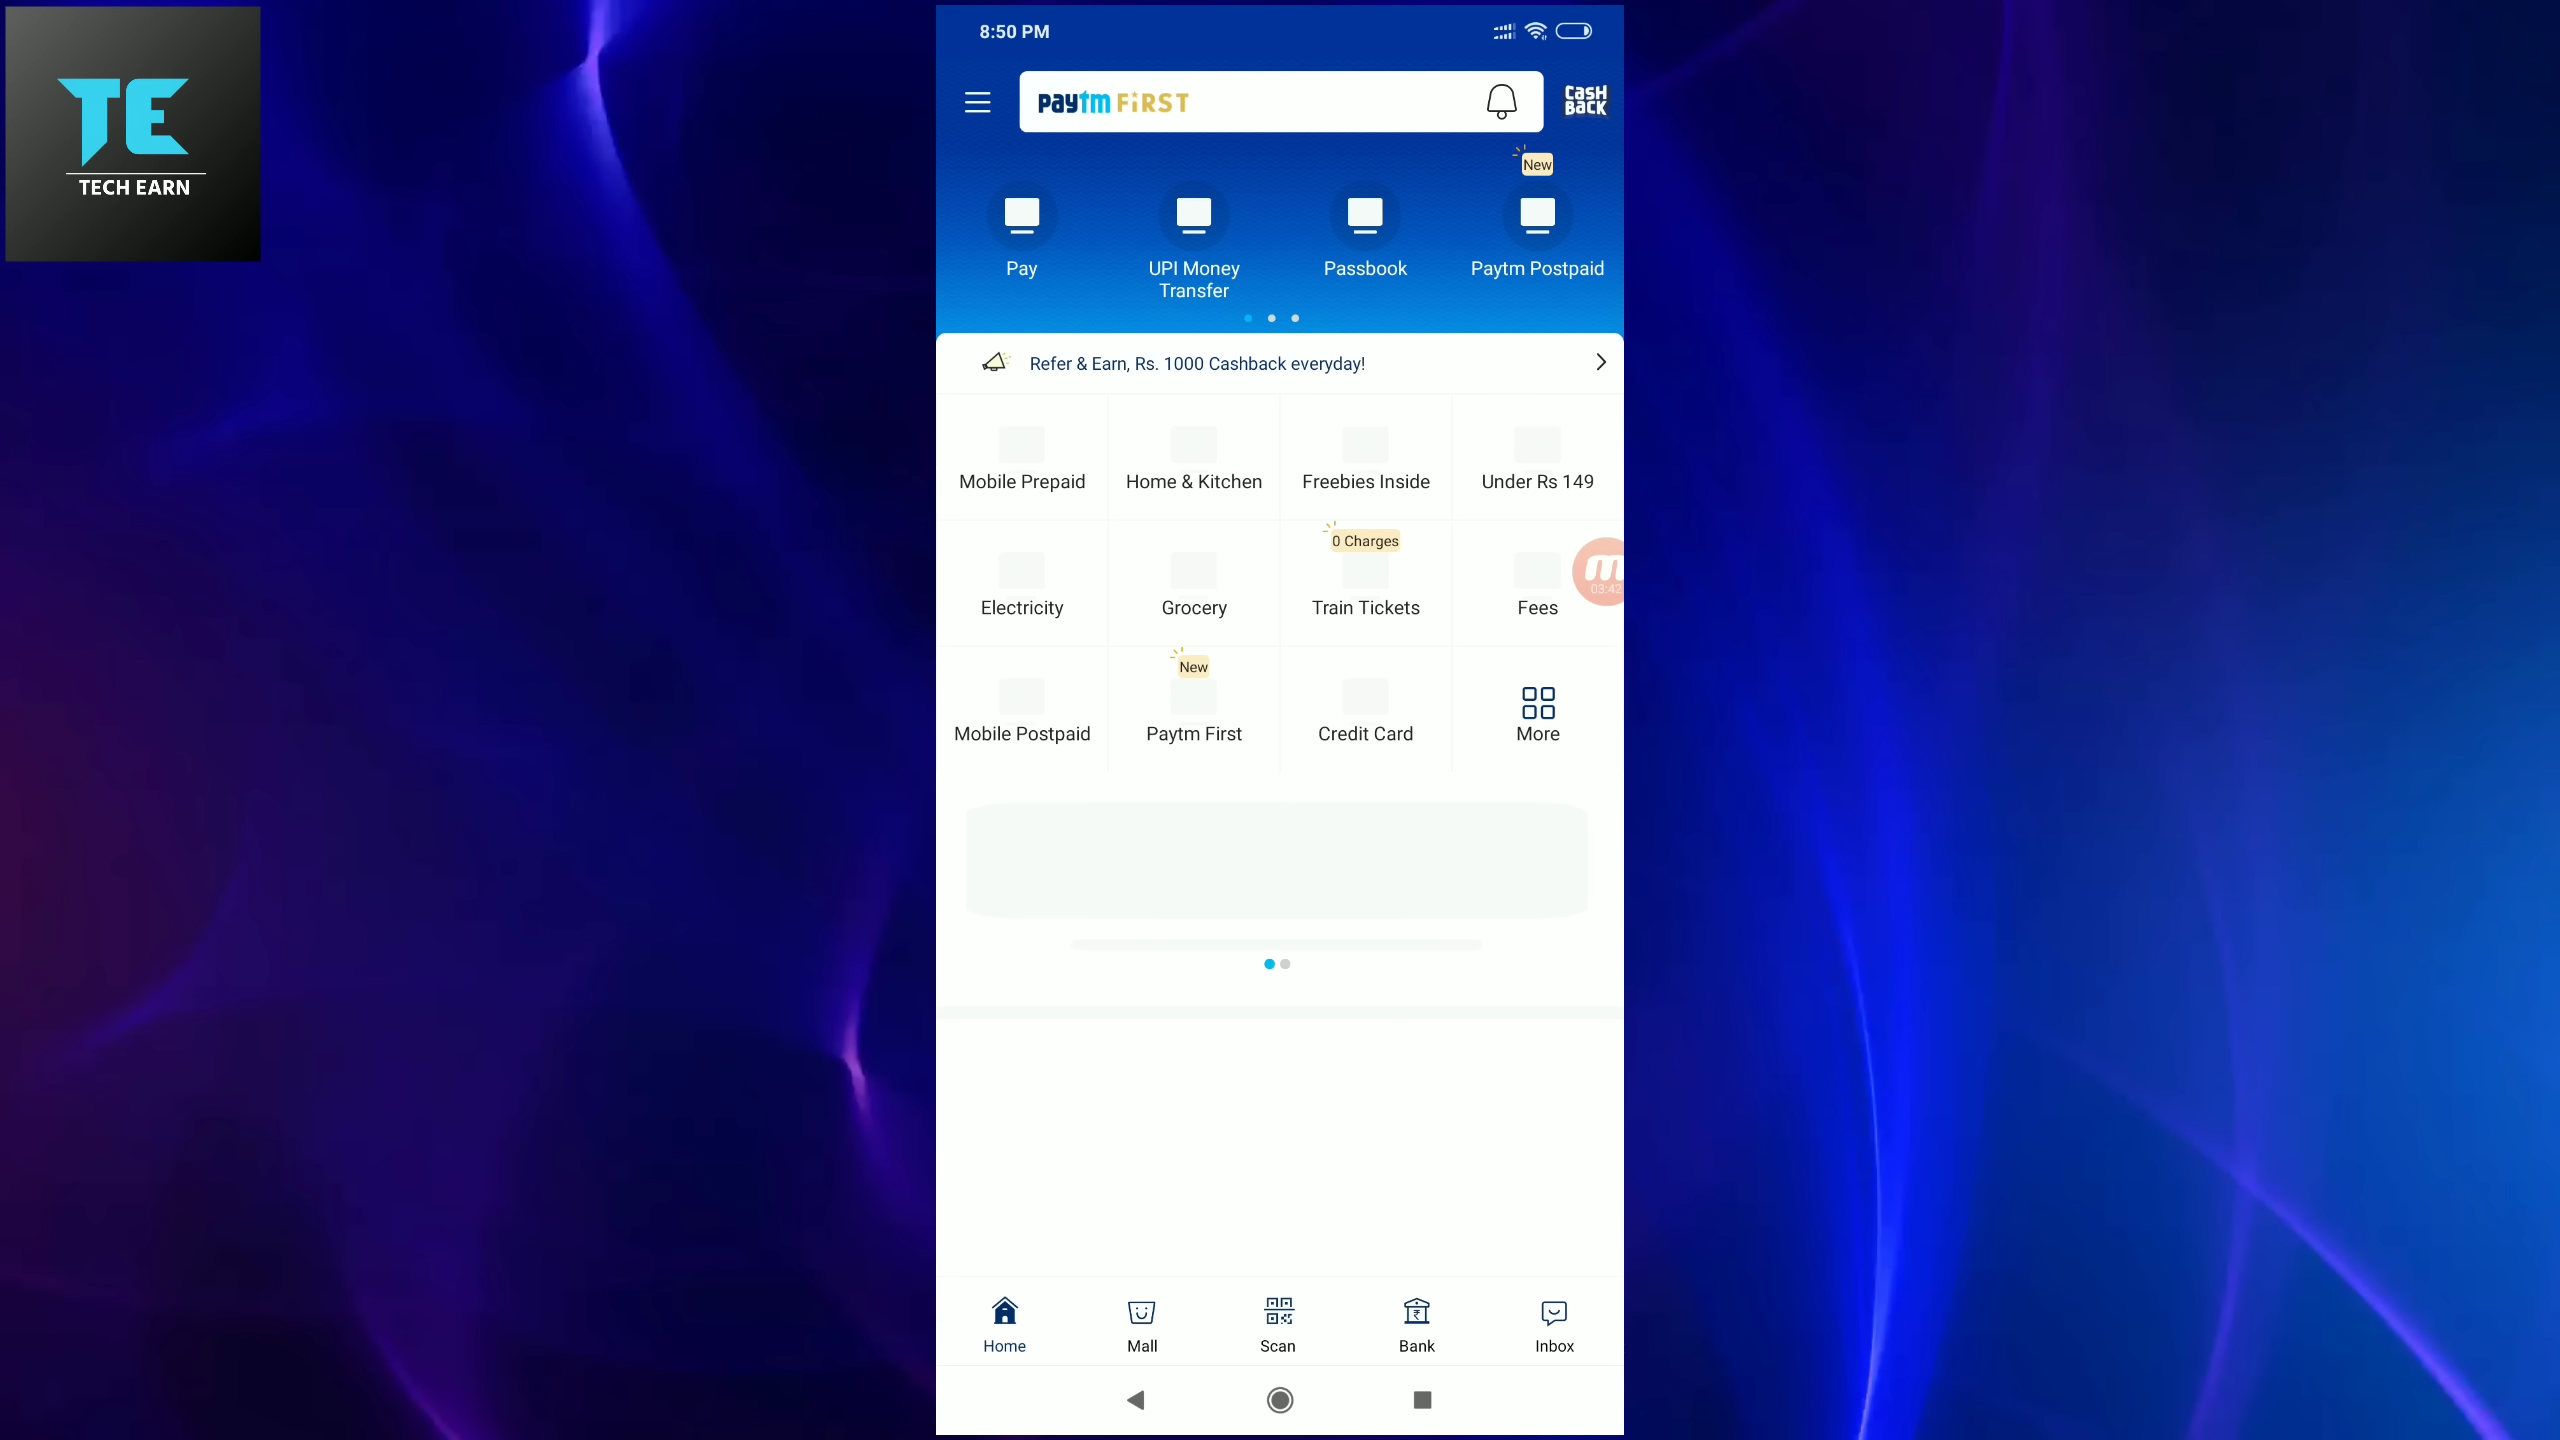 TE
TECH EARN
8:50 PM
paytm FiRST
CasH
BacK
New
Pay
UPI Money
Transfer
Passbook
Paytm Postpaid
Refer & Earn, Rs. 1000 Cashback everyday!
Mobile Prepaid
Home & Kitchen
Freebies Inside
Under Rs 149
0 Charges
Electricity
Grocery
Train Tickets
Fees
m
03:42
New
Mobile Postpaid
Paytm First
Credit Card
More
Home
Mall
Scan
₹
Bank
Inbox